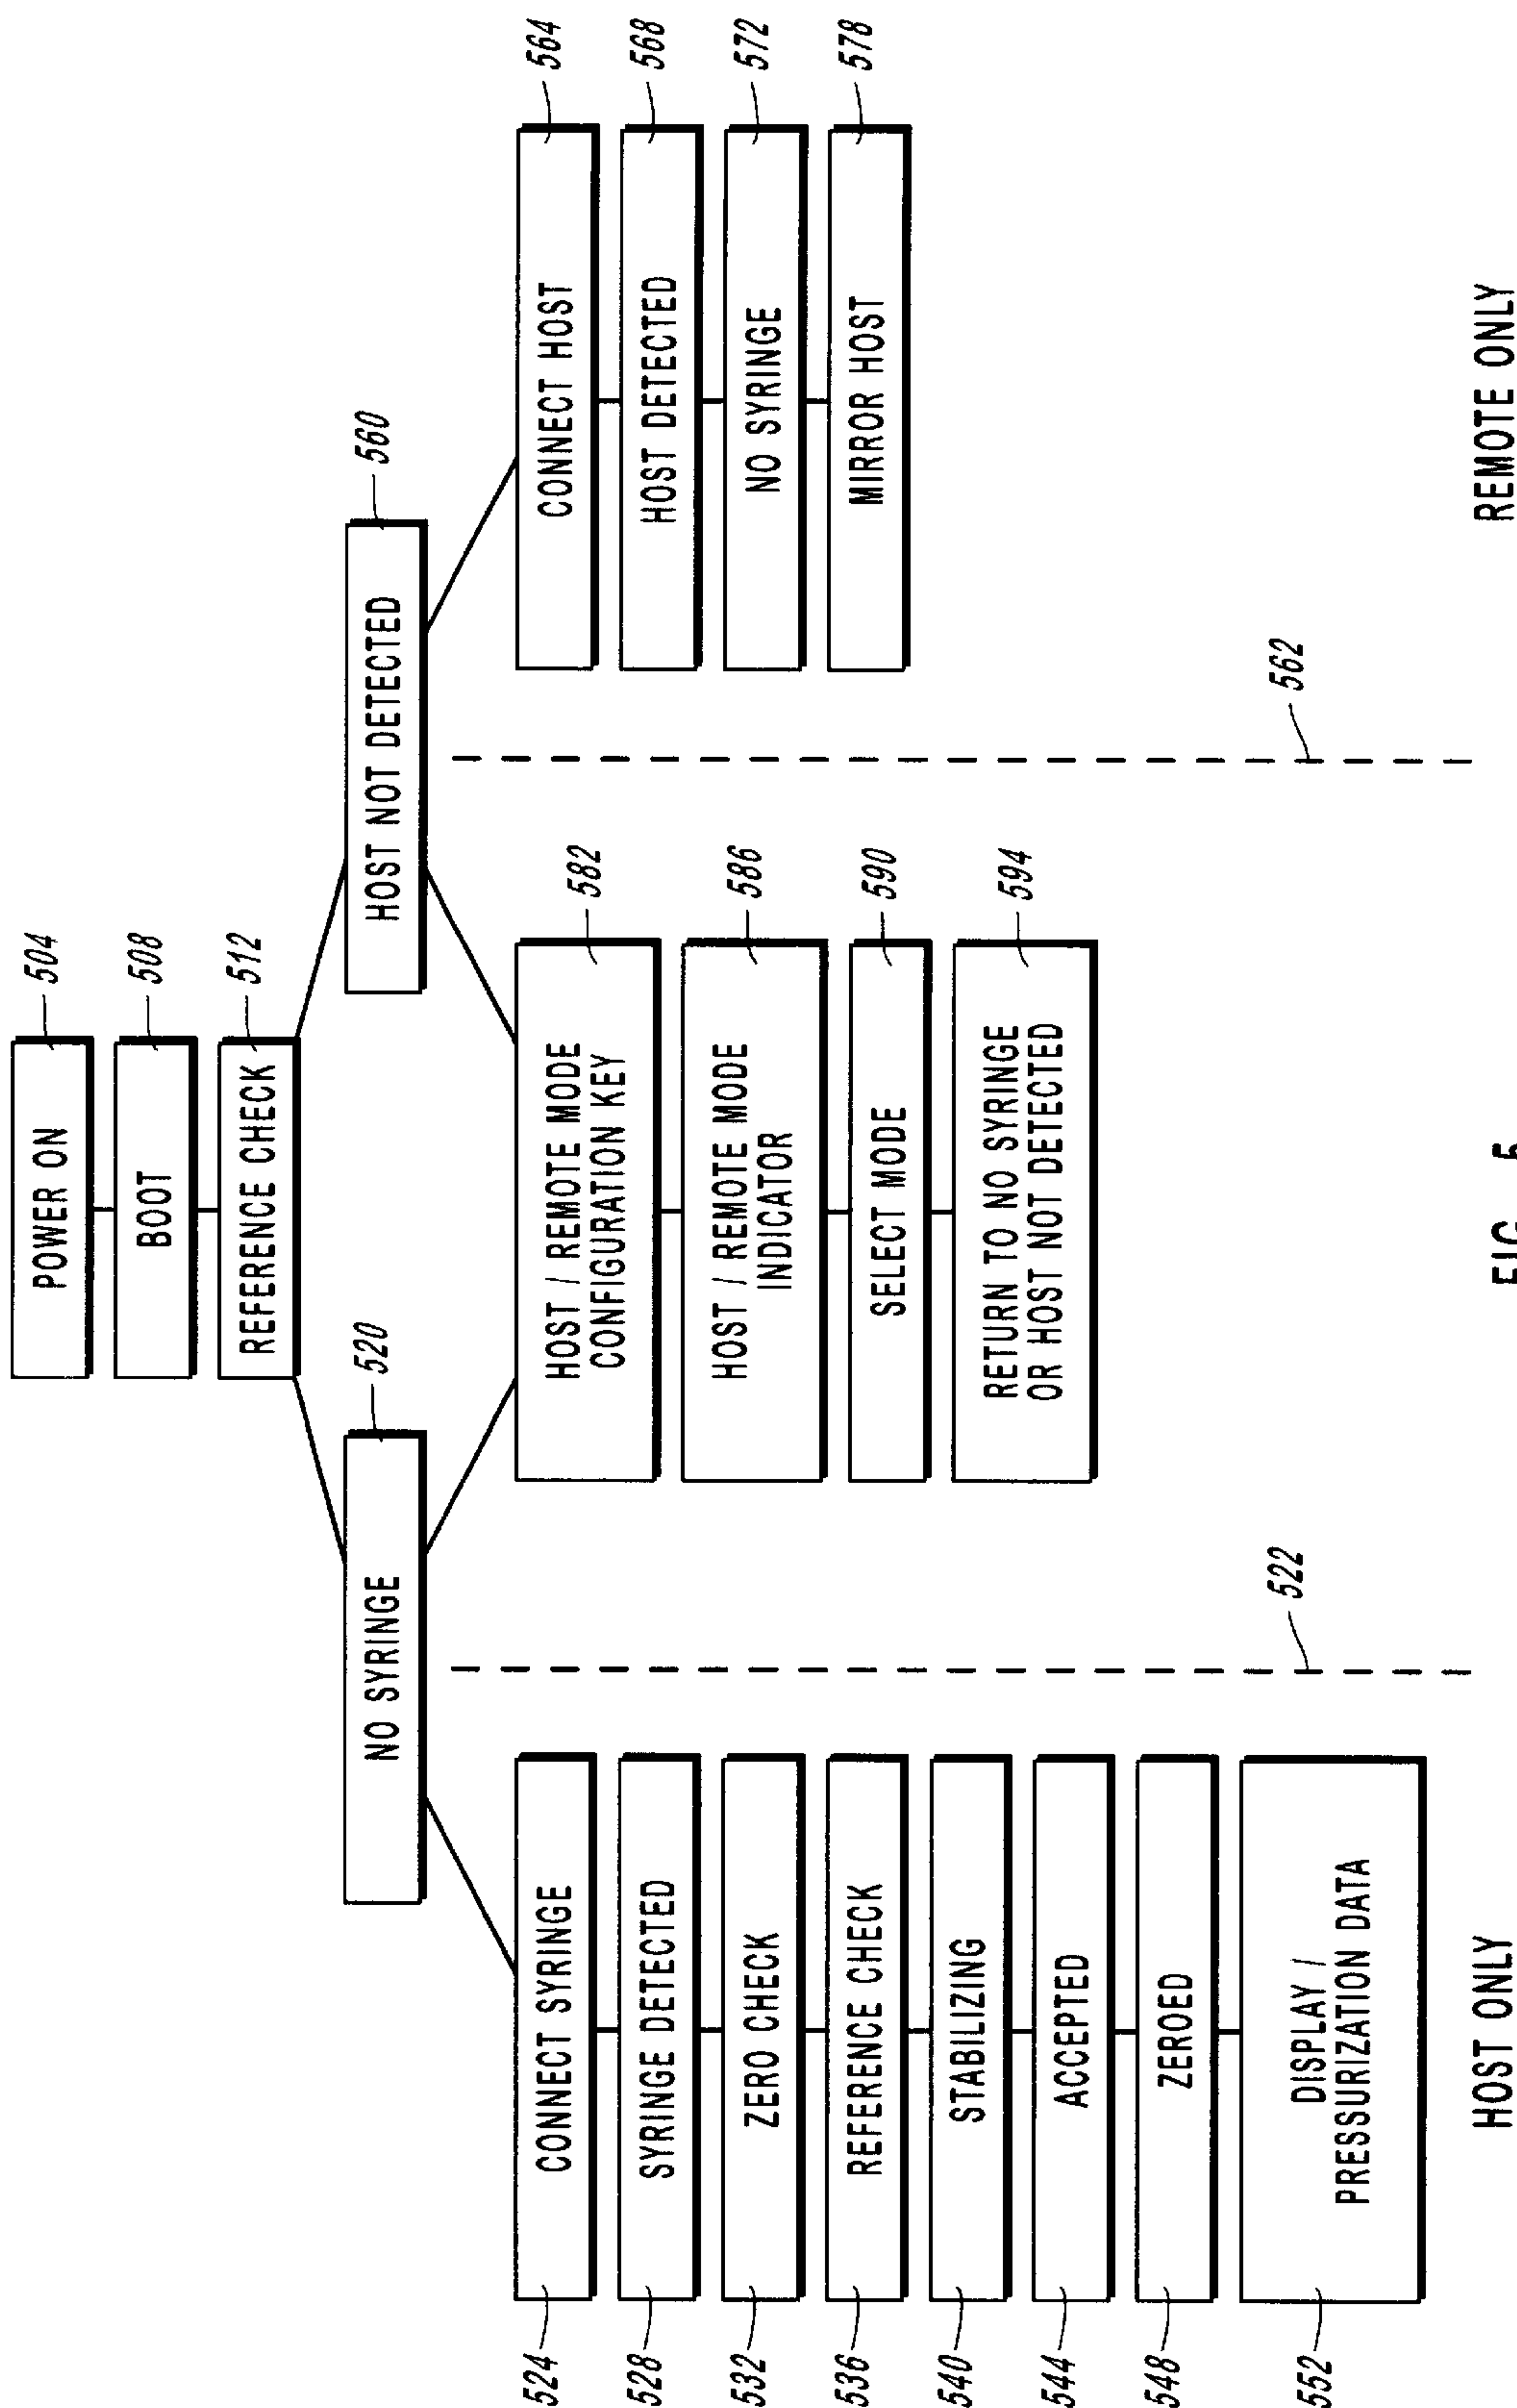 POWER ON
504
BOOT
508
REFERENCE CHECK
512
NO SYRINGE
520
HOST NOT DETECTED
560
524
CONNECT SYRINGE
528
SYRINGE DETECTED
532
ZERO CHECK
536
REFERENCE CHECK
540
STABILIZING
544
ACCEPTED
548
ZEROED
552
DISPLAY /
PRESSURIZATION DATA
HOST ONLY
522
HOST / REMOTE MODE
CONFIGURATION KEY
582
HOST / REMOTE MODE
INDICATOR
586
SELECT MODE
590
RETURN TO NO SYRINGE
OR HOST NOT DETECTED
594
562
CONNECT HOST
564
HOST DETECTED
568
NO SYRINGE
572
MIRROR HOST
578
REMOTE ONLY
FIG. 5